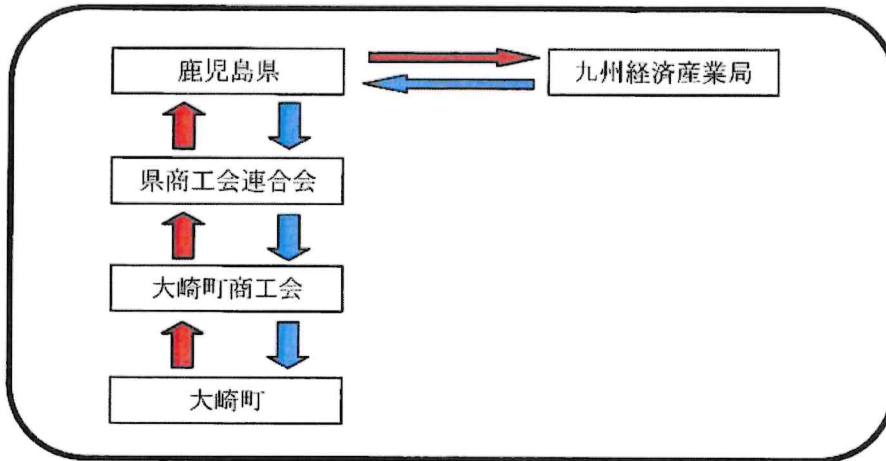 鹿児島県
九州経済産業局
県商工会連合会
大崎町商工会
大崎町